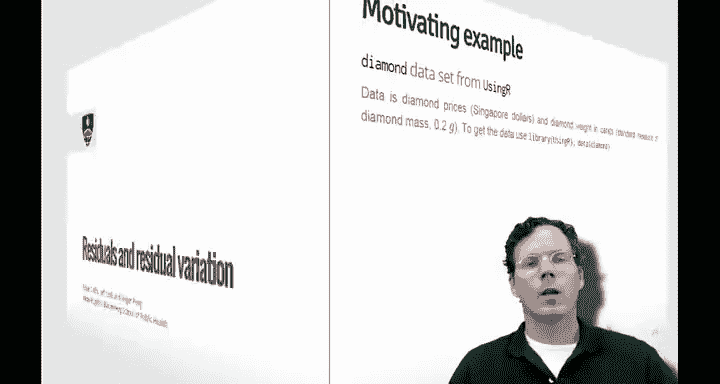 Residuals and residual variation
Motivating example
diamond data set from UsingR
Data is diamond prices (Singapore dollars) and diamond weight in carats (standard measure of
diamond mass, 0.2 g). To get the data use library(UsingR); data(diamond)